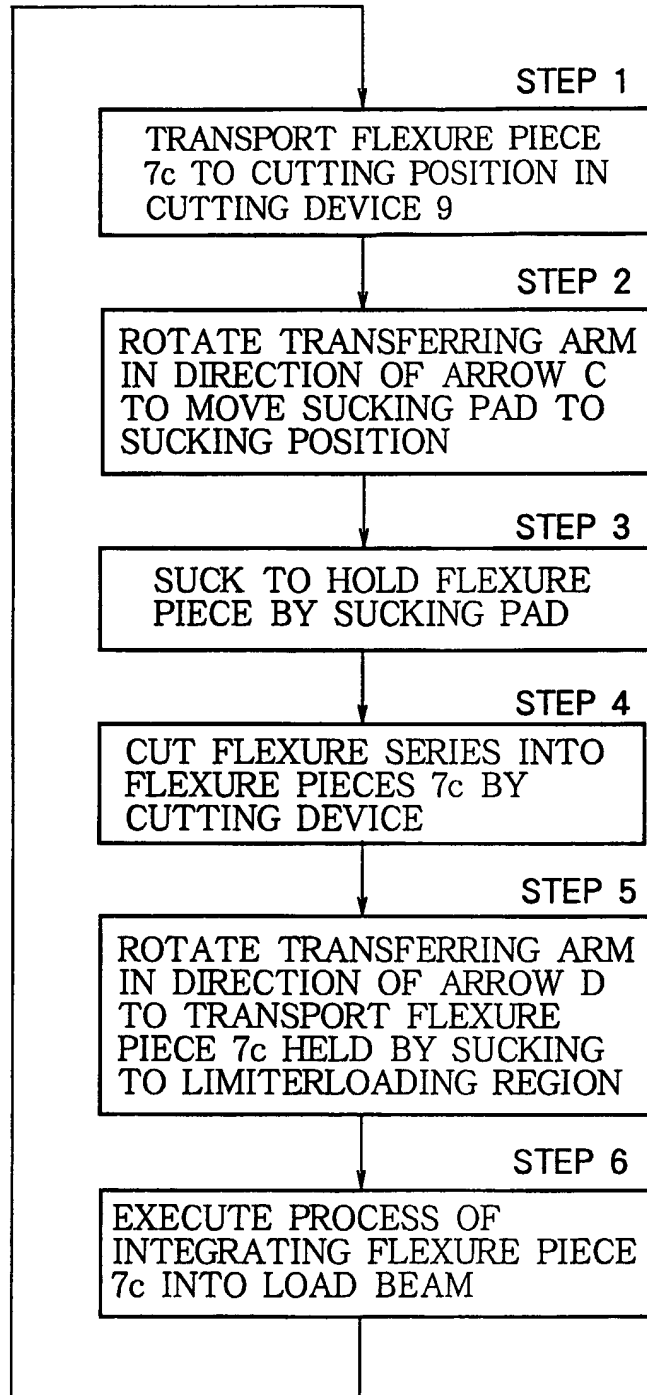 STEP 1
TRANSPORT FLEXURE PIECE
7c TO CUTTING POSITION IN
CUTTING DEVICE 9
STEP 2
ROTATE TRANSFERRING ARM
IN DIRECTION OF ARROW C
TO MOVE SUCKING PAD TO
SUCKING POSITION
STEP 3
SUCK TO HOLD FLEXURE
PIECE BY SUCKING PAD
STEP 4
CUT FLEXURE SERIES INTO
FLEXURE PIECES 7c BY
CUTTING DEVICE
STEP 5
ROTATE TRANSFERRING ARM
IN DIRECTION OF ARROW D
TO TRANSPORT FLEXURE
PIECE 7c HELD BY SUCKING
TO LIMITERLOADING REGION
STEP 6
EXECUTE PROCESS OF
INTEGRATING FLEXURE PIECE
7c INTO LOAD BEAM